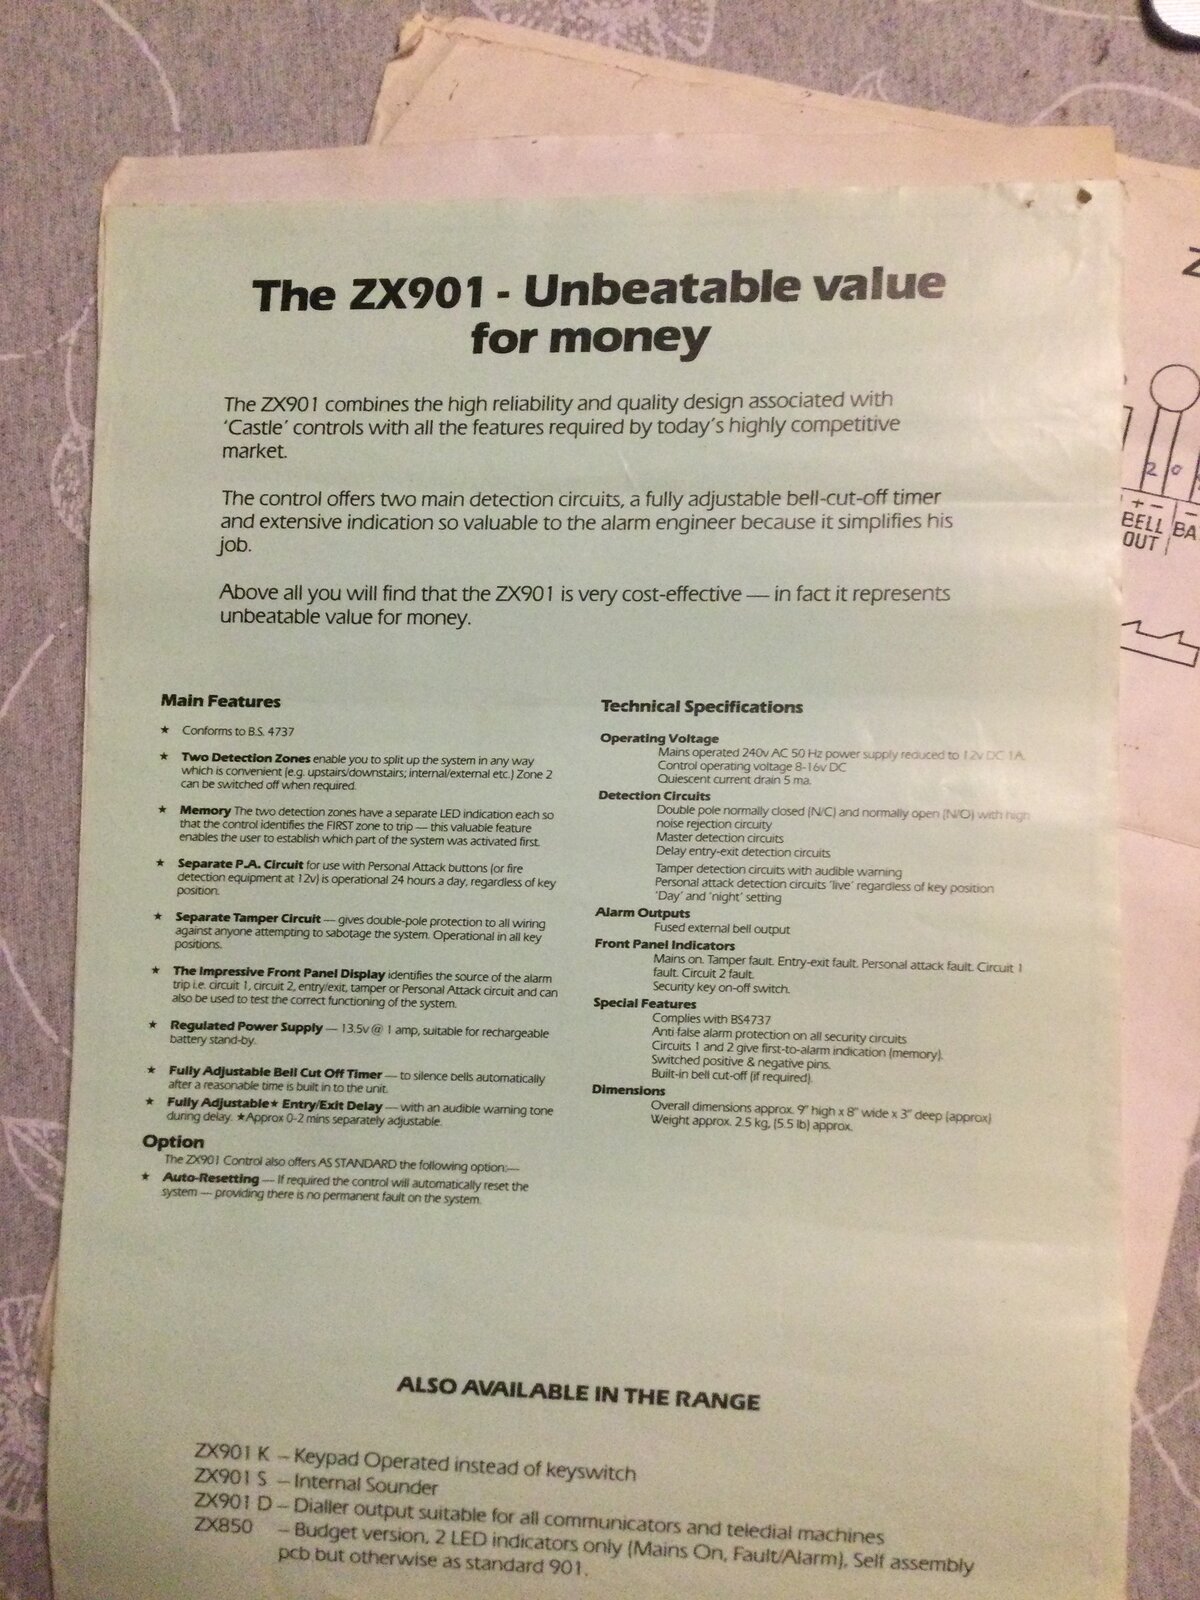 The ZX901 - Unbeatable value
for money
The ZX901 combines the high reliability and quality design associated with
'Castle' controls with all the features required by today's highly competitive
market.
The control offers two main detection circuits, a fully adjustable bell-cut-off timer
and extensive indication so valuable to the alarm engineer because it simplifies his
job.
Above all you will find that the ZX901 is very cost-effective — in fact it represents
unbeatable value for money.
Main Features
★ Conforms to B.S. 4737
★ Two Detection Zones enable you to split up the system in any way
which is convenient (e.g. upstairs/downstairs; internal/external etc.) Zone 2
can be switched off when required.
★ Memory The two detection zones have a separate LED indication each so
that the control identifies the FIRST zone to trip — this valuable feature
enables the user to establish which part of the system was activated first.
★ Separate P.A. Circuit for use with Personal Attack buttons (or fire
detection equipment at 12v) is operational 24 hours a day, regardless of key
position.
★ Separate Tamper Circuit — gives double-pole protection to all wiring
against anyone attempting to sabotage the system. Operational in all key
positions.
★ The Impressive Front Panel Display identifies the source of the alarm
trip i.e. circuit 1, circuit 2, entry/exit, tamper or Personal Attack circuit and can
also be used to test the correct functioning of the system.
★ Regulated Power Supply — 13.5v @ 1 amp, suitable for rechargeable
battery stand-by.
★ Fully Adjustable Bell Cut Off Timer — to silence bells automatically
after a reasonable time is built in to the unit.
★ Fully Adjustable★ Entry/Exit Delay — with an audible warning tone
during delay. ★Approx 0-2 mins separately adjustable.
Option
The ZX901 Control also offers AS STANDARD the following option:—
★ Auto-Resetting — If required the control will automatically reset the
system — providing there is no permanent fault on the system.
Technical Specifications
Operating Voltage
Mains operated 240v AC 50 Hz power supply reduced to 12v DC 1A.
Control operating voltage 8-16v DC
Quiescent current drain 5 ma.
Detection Circuits
Double pole normally closed (N/C) and normally open (N/O) with high
noise rejection circuity
Master detection circuits
Delay entry-exit detection circuits
Tamper detection circuits with audible warning
Personal attack detection circuits 'live' regardless of key position
'Day' and 'night' setting
Alarm Outputs
Fused external bell output
Front Panel Indicators
Mains on. Tamper fault. Entry-exit fault. Personal attack fault. Circuit 1
fault. Circuit 2 fault.
Security key on-off switch.
Special Features
Complies with BS4737
Anti false alarm protection on all security circuits
Circuits 1 and 2 give first-to-alarm indication (memory).
Switched positive & negative pins.
Built-in bell cut-off (if required).
Dimensions
Overall dimensions approx. 9" high x 8" wide x 3" deep (approx)
Weight approx. 2.5 kg, (5.5 lb) approx.
ALSO AVAILABLE IN THE RANGE
ZX901 K – Keypad Operated instead of keyswitch
ZX901 S – Internal Sounder
ZX901 D – Dialler output suitable for all communicators and teledial machines
ZX850 – Budget version, 2 LED indicators only (Mains On, Fault/Alarm), Self assembly
pcb but otherwise as standard 901.
Z
2 0
+ - -
BELL BA
OUT